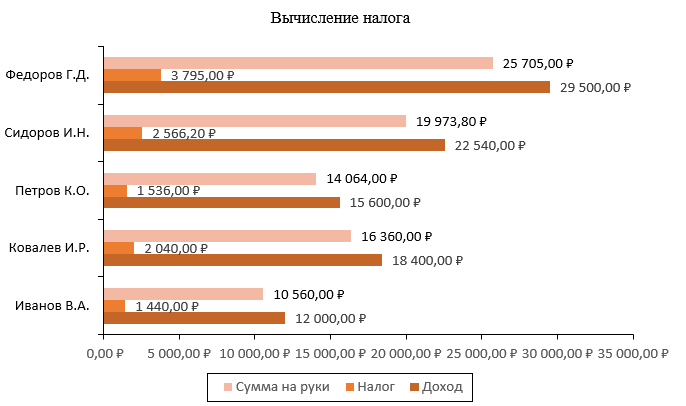 Вычисление налога
Федоров Г.Д.
25 705,00 ₽
3 795,00 ₽
29 500,00 ₽
Сидоров И.Н.
19 973,80 ₽
2 566,20 ₽
22 540,00 ₽
Петров К.О.
14 064,00 ₽
1 536,00 ₽
15 600,00 ₽
Ковалев И.Р.
16 360,00 ₽
2 040,00 ₽
18 400,00 ₽
Иванов В.А.
10 560,00 ₽
1 440,00 ₽
12 000,00 ₽
0,00 ₽ 5 000,00 ₽ 10 000,00 ₽ 15 000,00 ₽ 20 000,00 ₽ 25 000,00 ₽ 30 000,00 ₽ 35 000,00 ₽
Сумма на руки Налог Доход